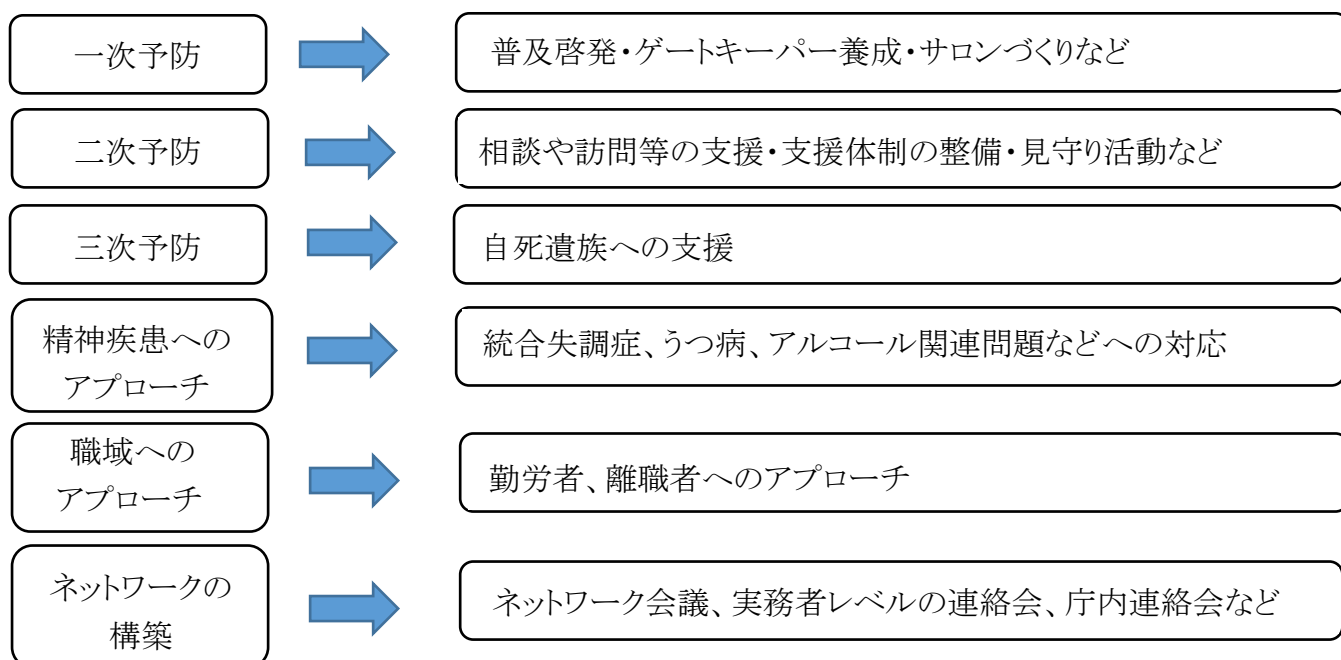 一次予防
普及啓発・ゲートキーパー養成・サロンづくりなど
二次予防
相談や訪問等の支援・支援体制の整備・見守り活動など
三次予防
自死遺族への支援
精神疾患への
アプローチ
統合失調症、うつ病、アルコール関連問題などへの対応
職域への
アプローチ
勤労者、離職者へのアプローチ
ネットワークの
構築
ネットワーク会議、実務者レベルの連絡会、庁内連絡会など